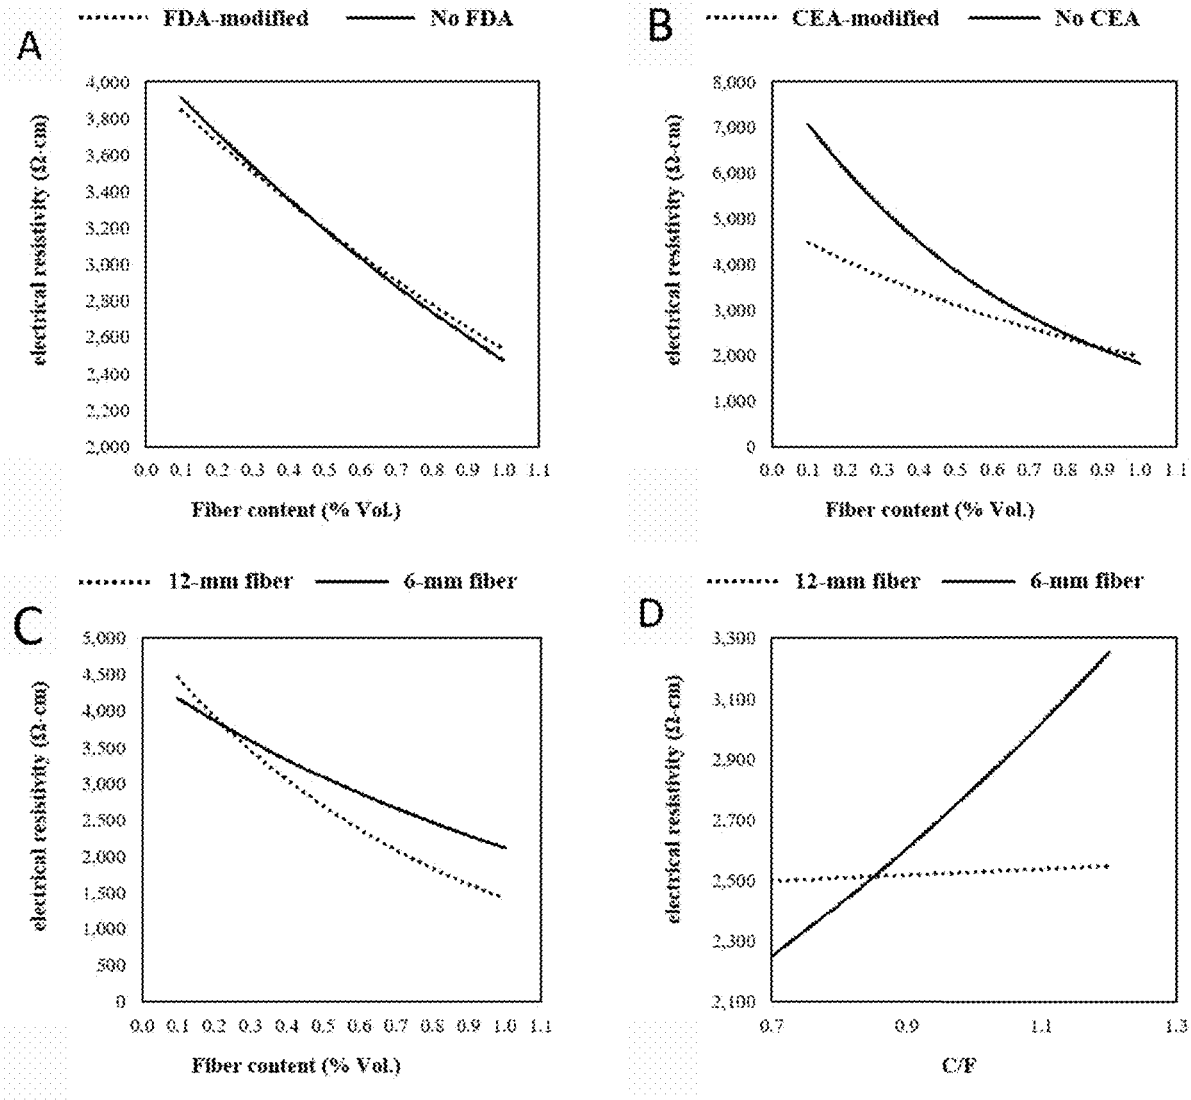 FDA-modified No FDA
A
4,000
3,800
3,600
3,400
3,200
3,000
2,800
2,600
2,400
2,200
2,000
electrical resistivity (Ω·cm)
0.0 0.1 0.2 0.3 0.4 0.5 0.6 0.7 0.8 0.9 1.0 1.1
Fiber content (% Vol.)
CEA-modified No CEA
B
8,000
7,000
6,000
5,000
4,000
3,000
2,000
1,000
0
electrical resistivity (Ω·cm)
0.0 0.1 0.2 0.3 0.4 0.5 0.6 0.7 0.8 0.9 1.0 1.1
Fiber content (% Vol.)
12-mm fiber 6-mm fiber
C
5,000
4,500
4,000
3,500
3,000
2,500
2,000
1,500
1,000
500
0
electrical resistivity (Ω·cm)
0.0 0.1 0.2 0.3 0.4 0.5 0.6 0.7 0.8 0.9 1.0 1.1
Fiber content (% Vol.)
12-mm fiber 6-mm fiber
D
3,300
3,100
2,900
2,700
2,500
2,300
2,100
electrical resistivity (Ω·cm)
0.7 0.9 1.1 1.3
C/F